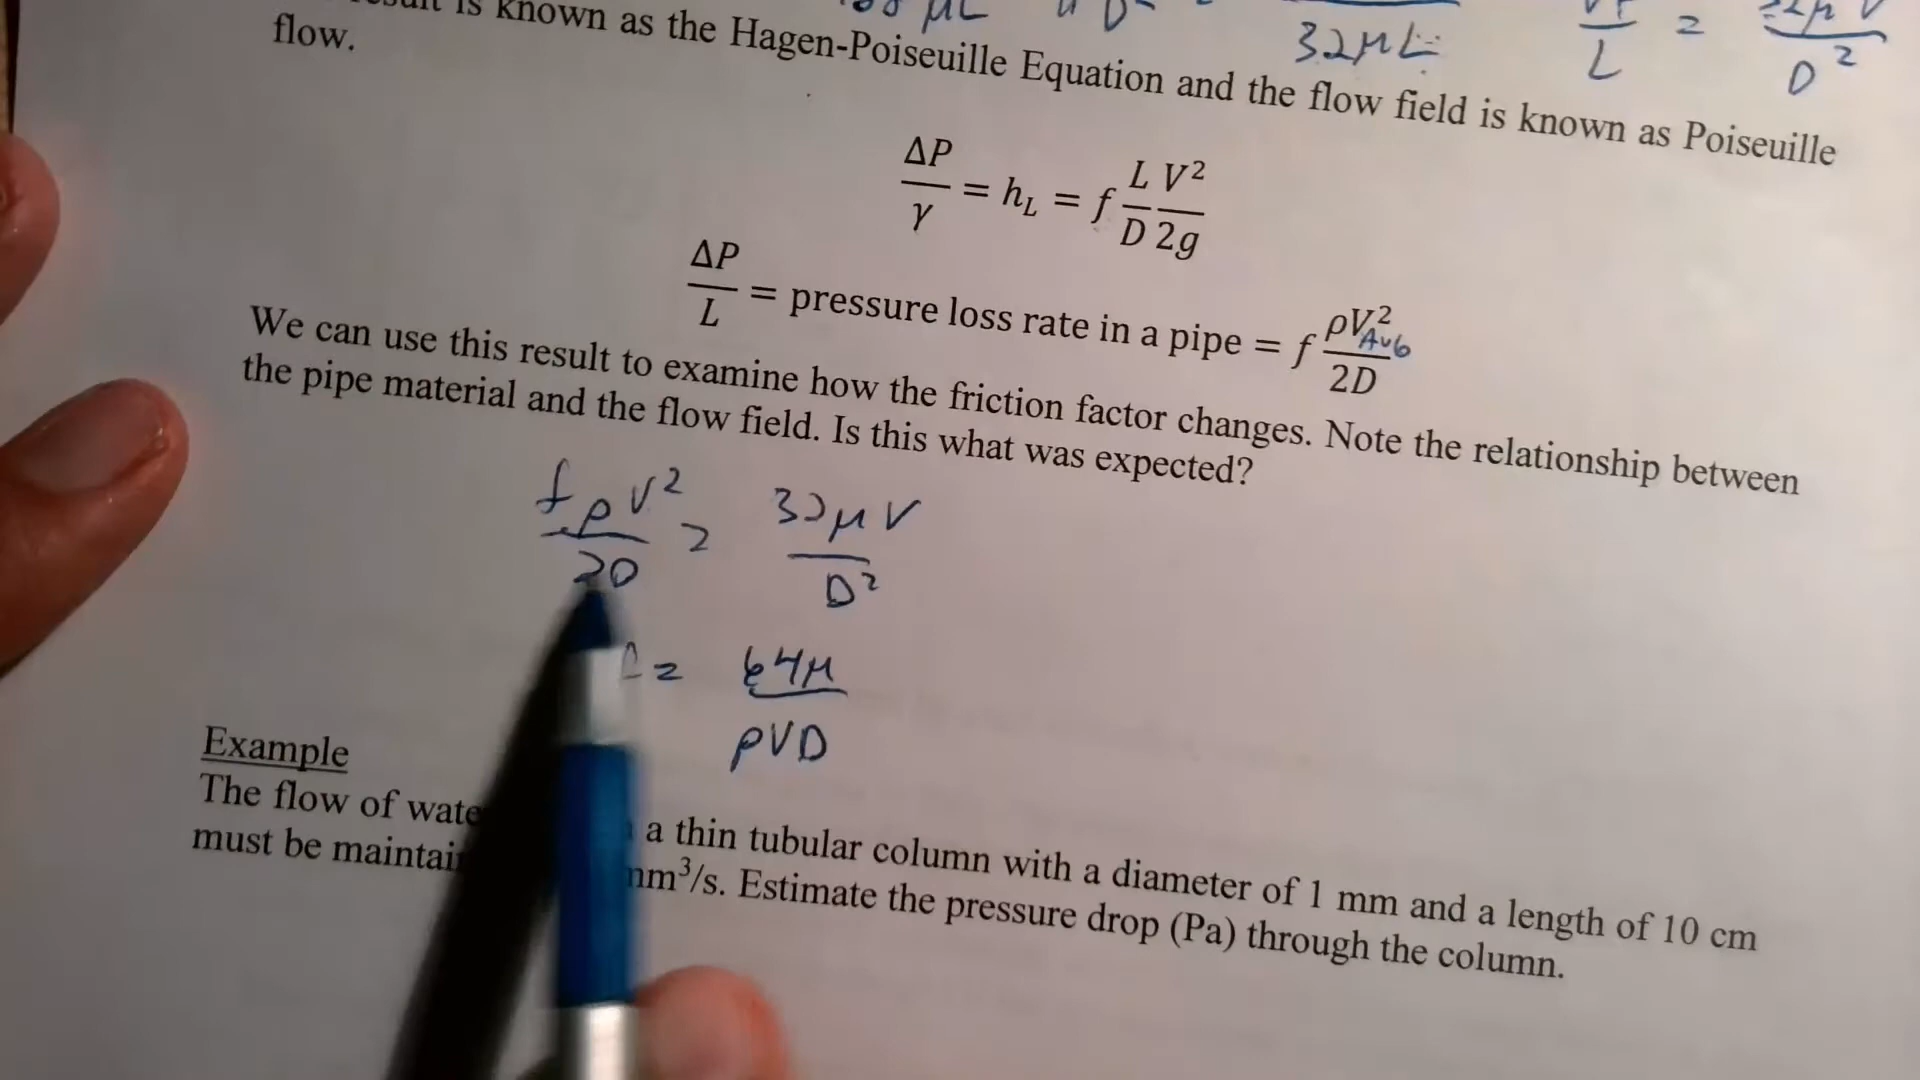 is known as the Hagen-Poiseuille Equation and the flow field is known as Poiseuille
flow.
32μL
L
=
D²
ΔP/γ = h_L = f L/D V²/2g
ΔP/L = pressure loss rate in a pipe = f ρV²_AVG/2D
We can use this result to examine how the friction factor changes. Note the relationship between
the pipe material and the flow field. Is this what was expected?
fρV²/2D = 32μV/D²
f = 64μ/ρVD
Example
The flow of a thin tubular column with a diameter of 1 mm and a length of 10 cm
must be mm³/s. Estimate the pressure drop (Pa) through the column.